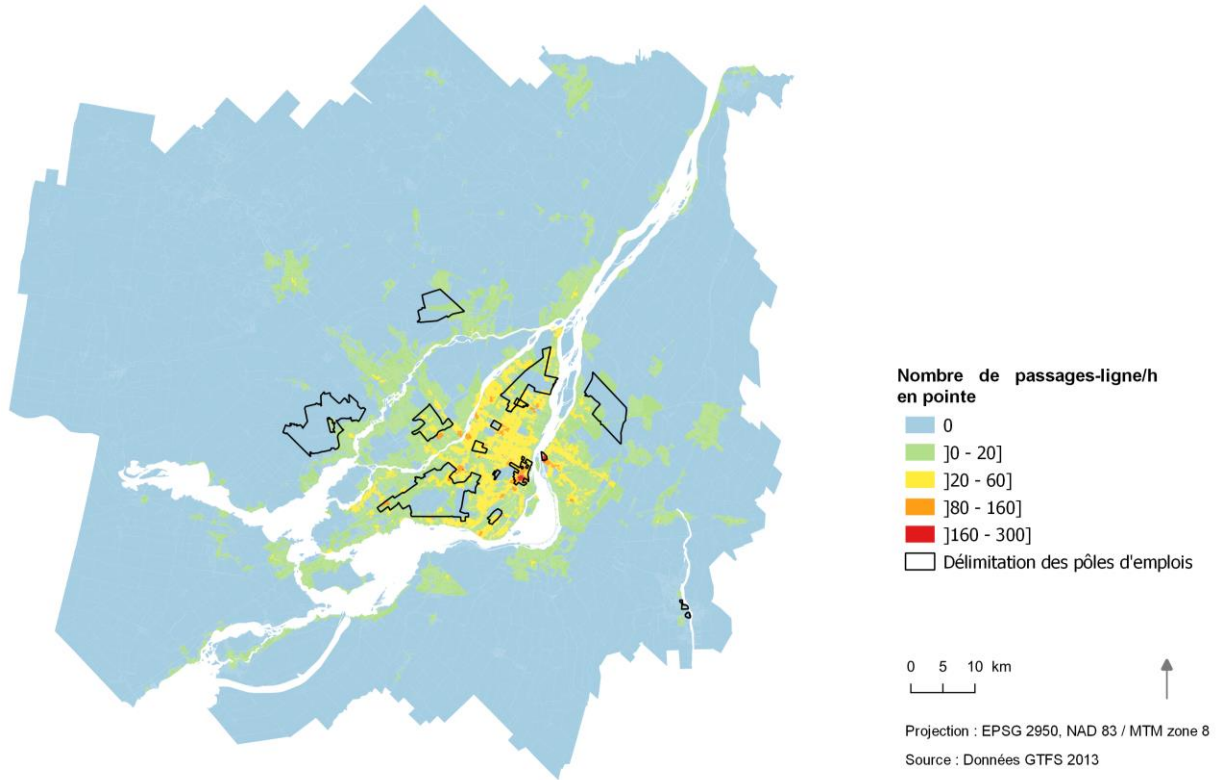 Nombre de passages-ligne/h
en pointe
0
]0 - 20]
]20 - 60]
]80 - 160]
]160 - 300]
Délimitation des pôles d'emplois
0 5 10 km
Projection : EPSG 2950, NAD 83 / MTM zone 8
Source : Données GTFS 2013